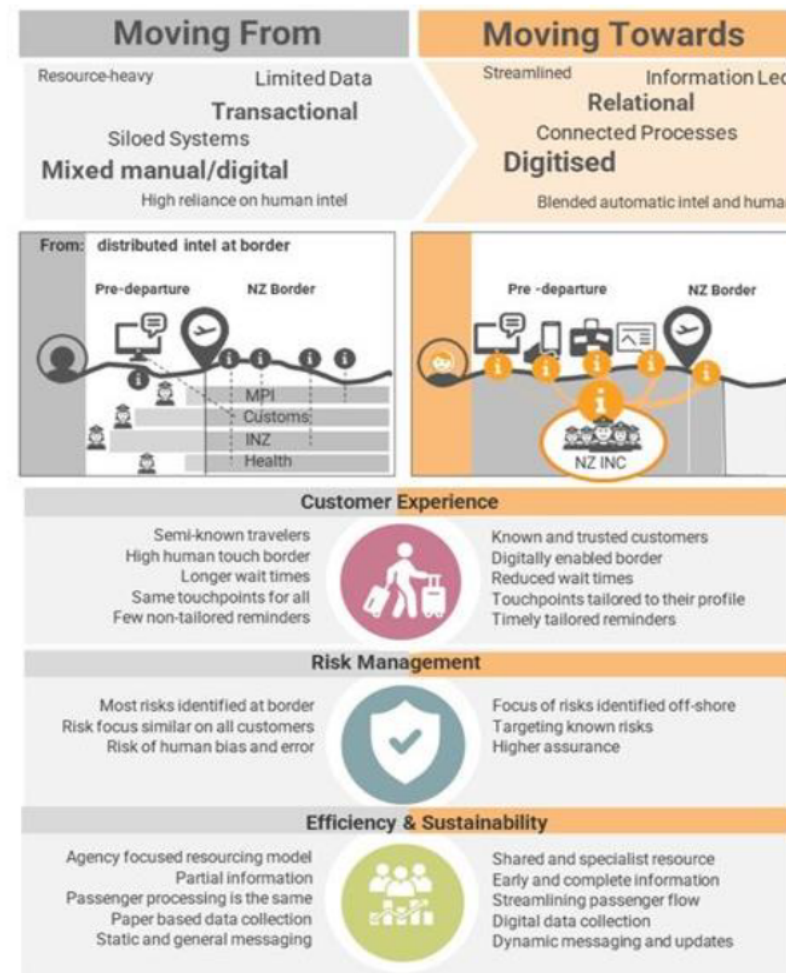 Moving From
Moving Towards
Resource-heavy
Limited Data
Transactional
Siloed Systems
Mixed manual/digital
High reliance on human intel
Streamlined
Information Led
Relational
Connected Processes
Digitised
Blended automatic intel and human
From: distributed intel at border
Pre-departure
NZ Border
MPI
Customs
INZ
Health
Pre -departure
NZ Border
NZ INC
Customer Experience
Semi-known travelers
High human touch border
Longer wait times
Same touchpoints for all
Few non-tailored reminders
Known and trusted customers
Digitally enabled border
Reduced wait times
Touchpoints tailored to their profile
Timely tailored reminders
Risk Management
Most risks identified at border
Risk focus similar on all customers
Risk of human bias and error
Focus of risks identified off-shore
Targeting known risks
Higher assurance
Efficiency & Sustainability
Agency focused resourcing model
Partial information
Passenger processing is the same
Paper based data collection
Static and general messaging
Shared and specialist resource
Early and complete information
Streamlining passenger flow
Digital data collection
Dynamic messaging and updates